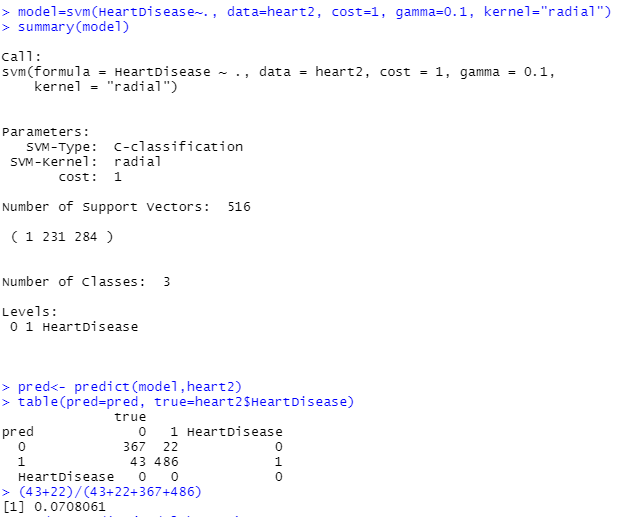 > model=svm(HeartDisease~., data=heart2, cost=1, gamma=0.1, kernel="radial")
> summary(model)
Call:
svm(formula = HeartDisease ~ ., data = heart2, cost = 1, gamma = 0.1,
kernel = "radial")
Parameters:
SVM-Type: C-classification
SVM-Kernel: radial
cost: 1
Number of Support Vectors: 516
( 1 231 284 )
Number of Classes: 3
Levels:
0 1 HeartDisease
> pred<- predict(model,heart2)
> table(pred=pred, true=heart2$HeartDisease)
true
pred 0 1 HeartDisease
0 367 22 0
1 43 486 1
HeartDisease 0 0 0
> (43+22)/(43+22+367+486)
[1] 0.0708061